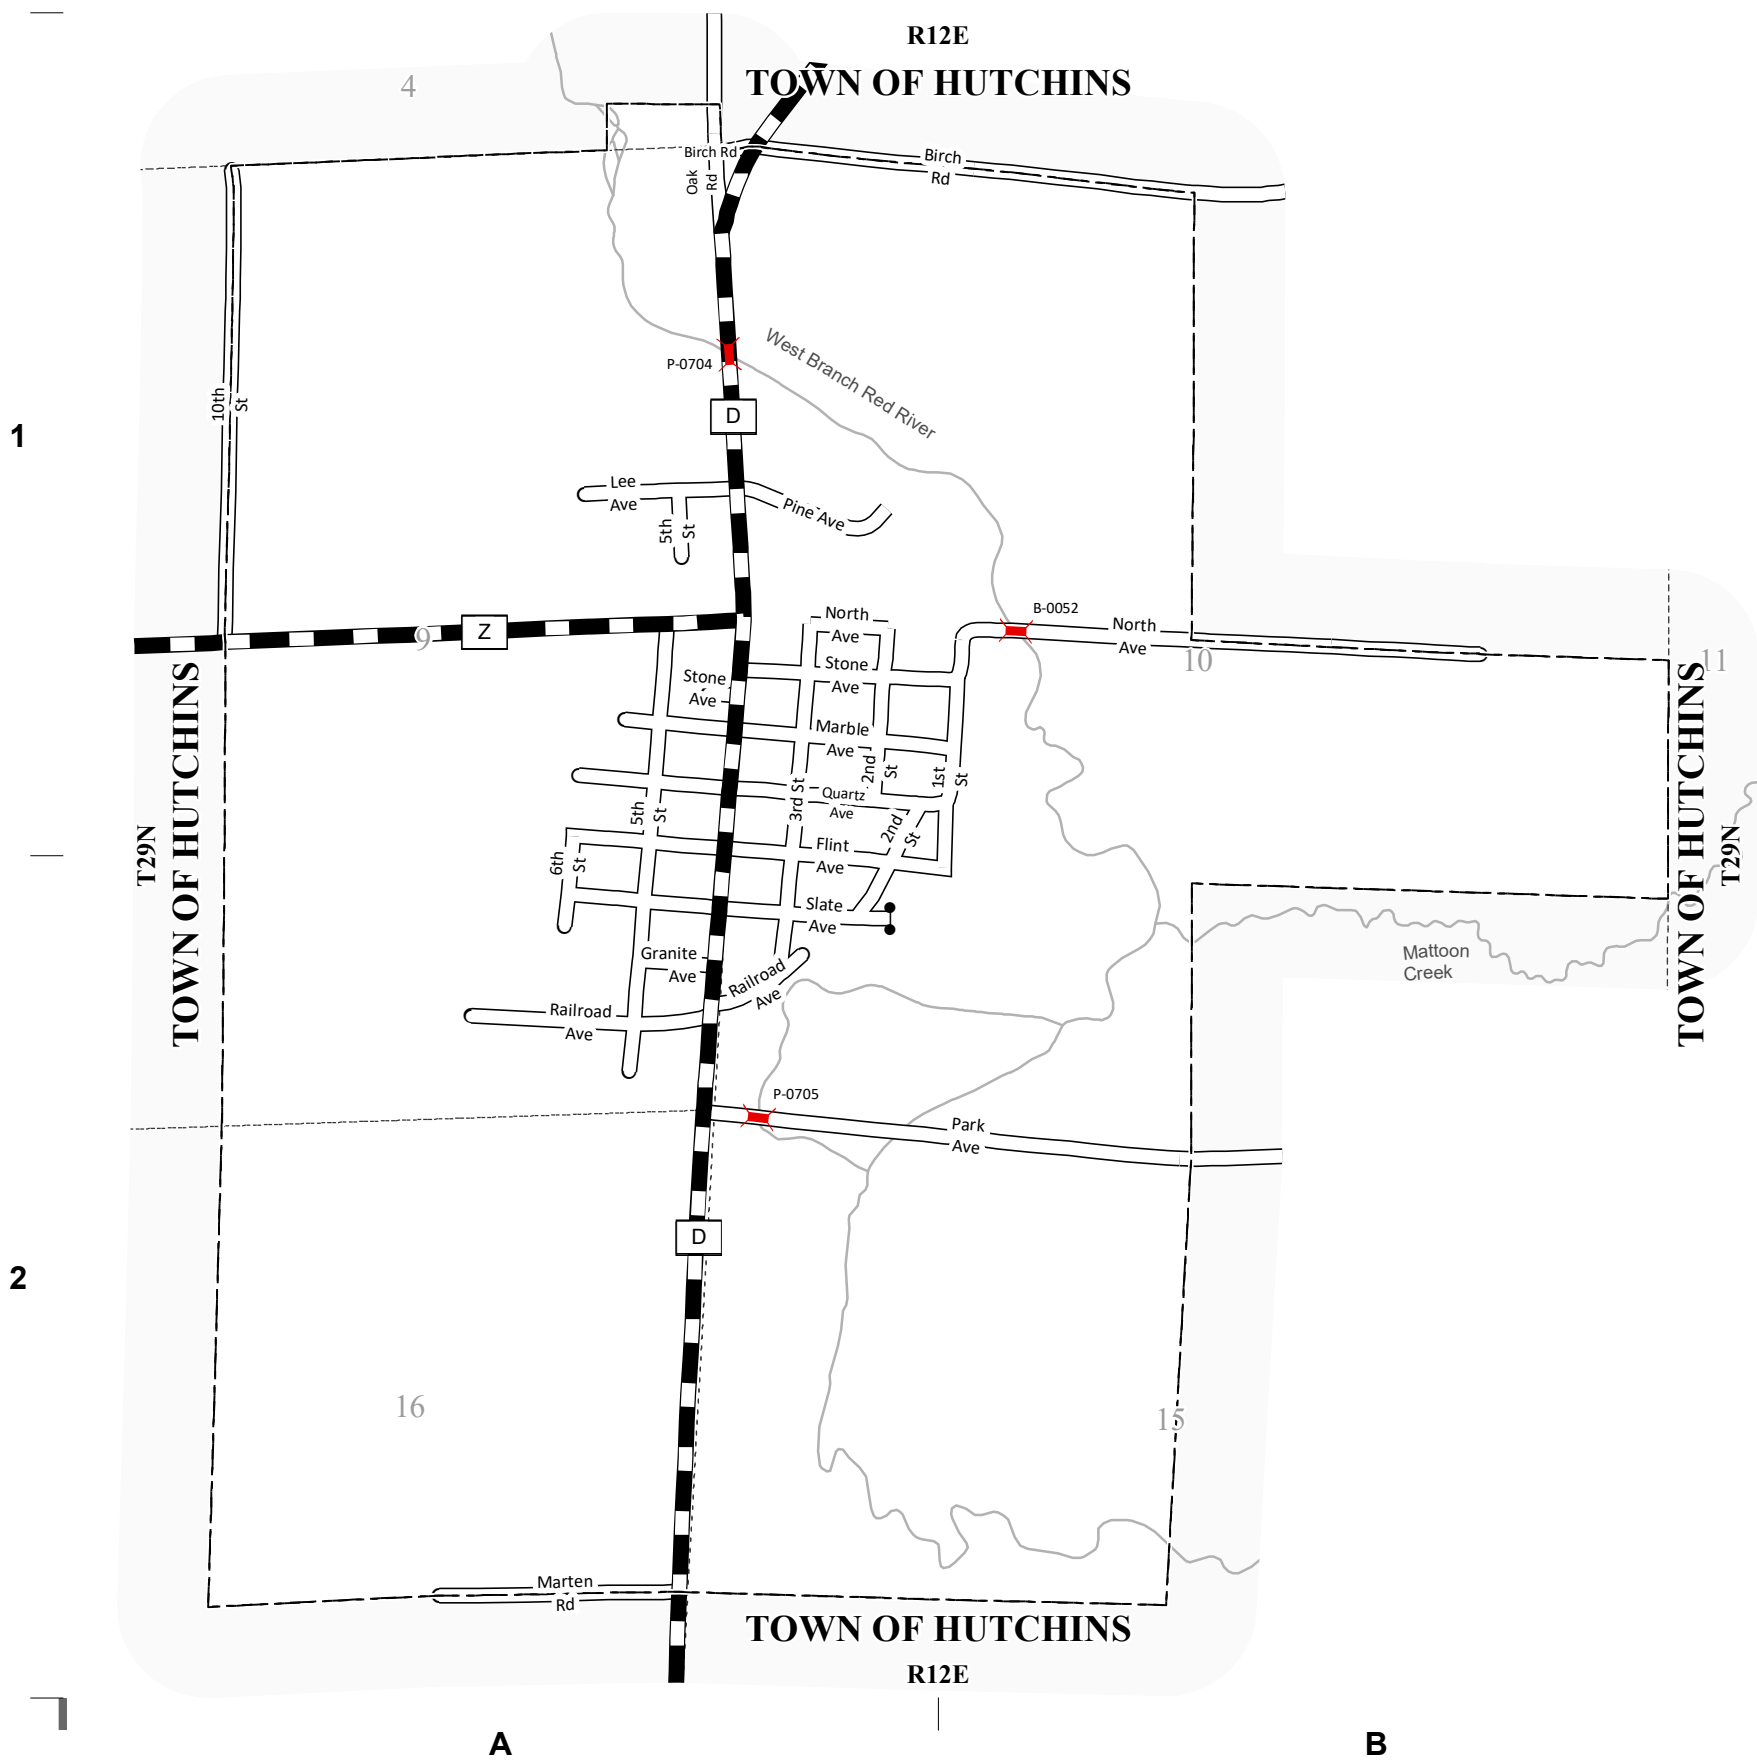 R12E
TOWN OF HUTCHINS
4
Birch Rd
Birch
Rd
Oak
Rd
P-0704
West Branch Red River
D
10th
St
1
Lee
Ave
5th
St
Pine Ave
B-0052
North
Ave
North
Ave
Z
9
10
11
Stone
Ave
Stone
Ave
Marble
Ave
2nd
St
1st
St
3rd St
Quartz
Ave
5th
St
2nd
St
Flint
Ave
6th
St
Slate
Ave
T29N
TOWN OF HUTCHINS
TOWN OF HUTCHINS
T29N
Granite
Ave
Railroad
Ave
Mattoon
Creek
Railroad
Ave
P-0705
Park
Ave
D
2
16
15
Marten
Rd
TOWN OF HUTCHINS
R12E
A
B